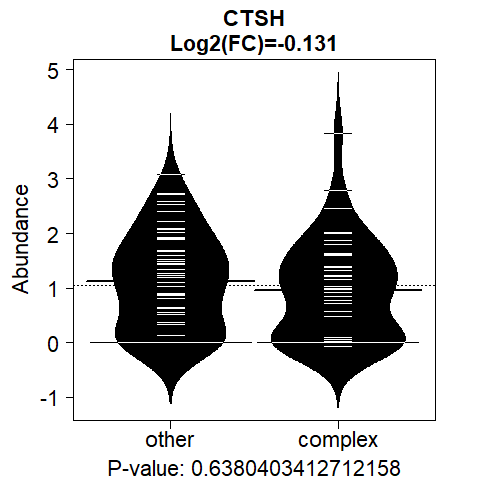 CTSH
Log2(FC)=-0.131
5
4
3
2
1
0
-1
Abundance
other complex
P-value: 0.6380403412712158